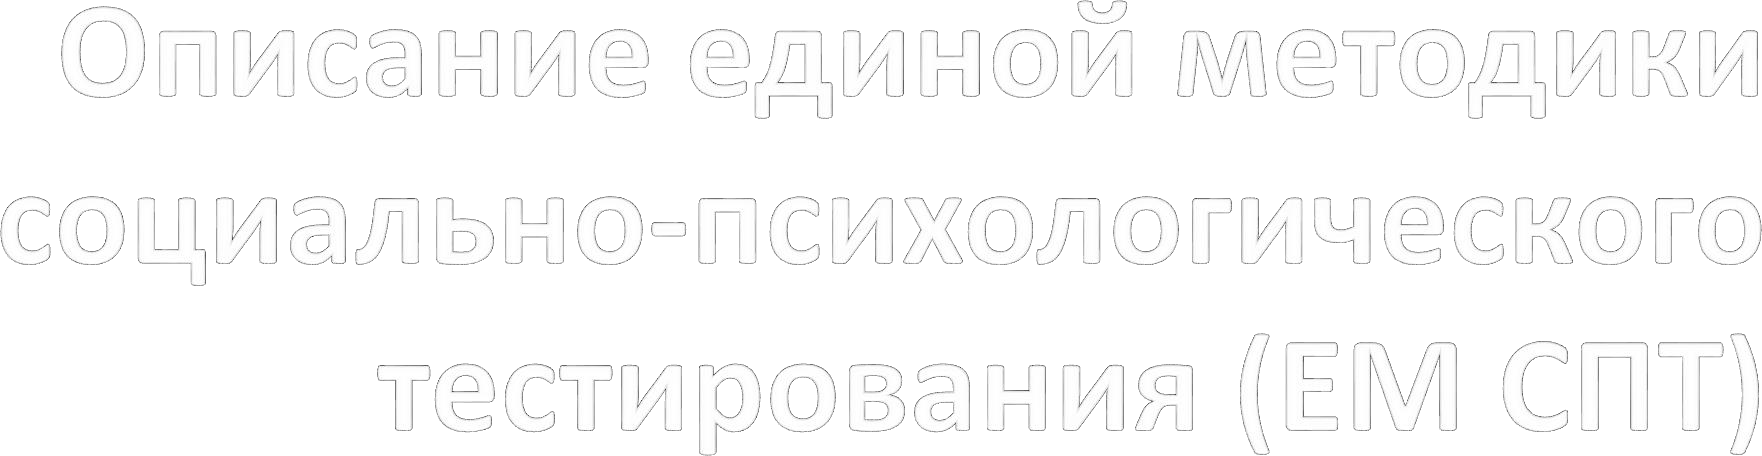 Описание единой методики
социально-психологического
тестирования (ЕМ СПТ)